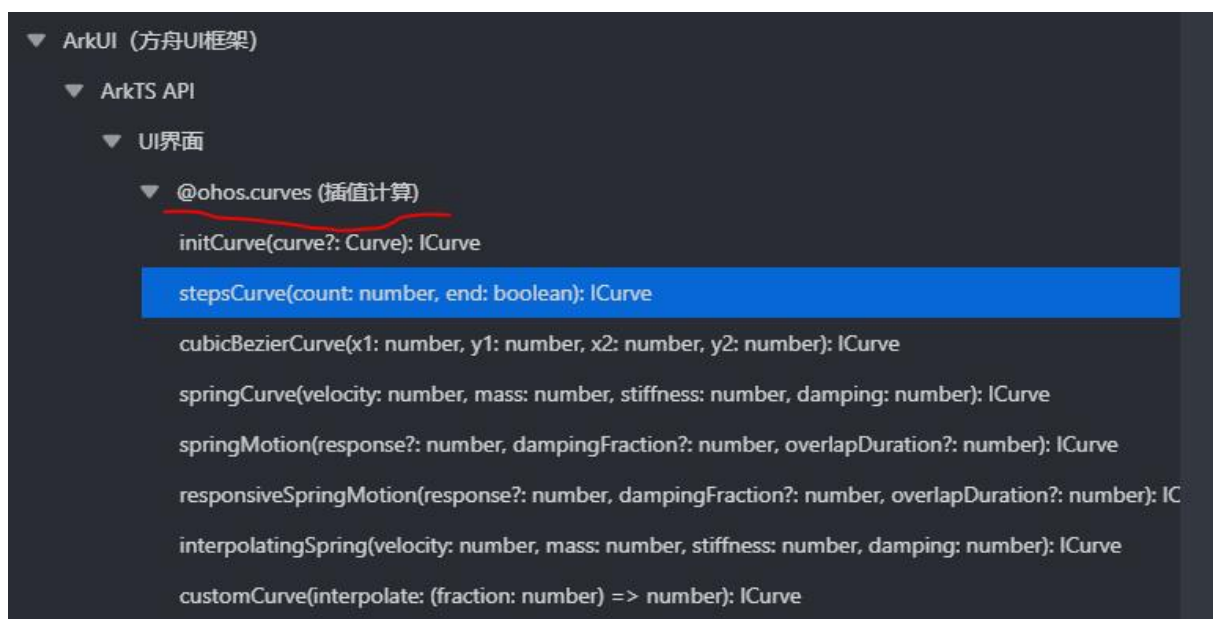 ArkUI（方舟UI框架）
ArkTS API
UI界面
@ohos.curves (插值计算)
initCurve(curve?: Curve): ICurve
stepsCurve(count: number, end: boolean): ICurve
cubicBezierCurve(x1: number, y1: number, x2: number, y2: number): ICurve
springCurve(velocity: number, mass: number, stiffness: number, damping: number): ICurve
springMotion(response?: number, dampingFraction?: number, overlapDuration?: number): ICurve
responsiveSpringMotion(response?: number, dampingFraction?: number, overlapDuration?: number): IC
interpolatingSpring(velocity: number, mass: number, stiffness: number, damping: number): ICurve
customCurve(interpolate: (fraction: number) => number): ICurve